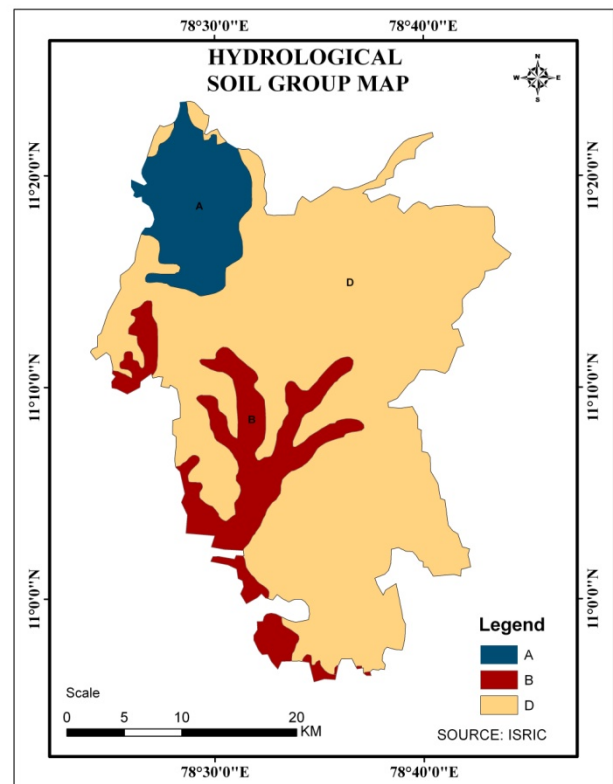 78°30'0"E
78°40'0"E
HYDROLOGICAL
SOIL GROUP MAP
N
W
E
S
11°20'0"N
11°20'0"N
A
D
11°10'0"N
11°10'0"N
B
11°0'0"N
11°0'0"N
Legend
A
B
D
Scale
0
5
10
20
KM
SOURCE: ISRIC
78°30'0"E
78°40'0"E